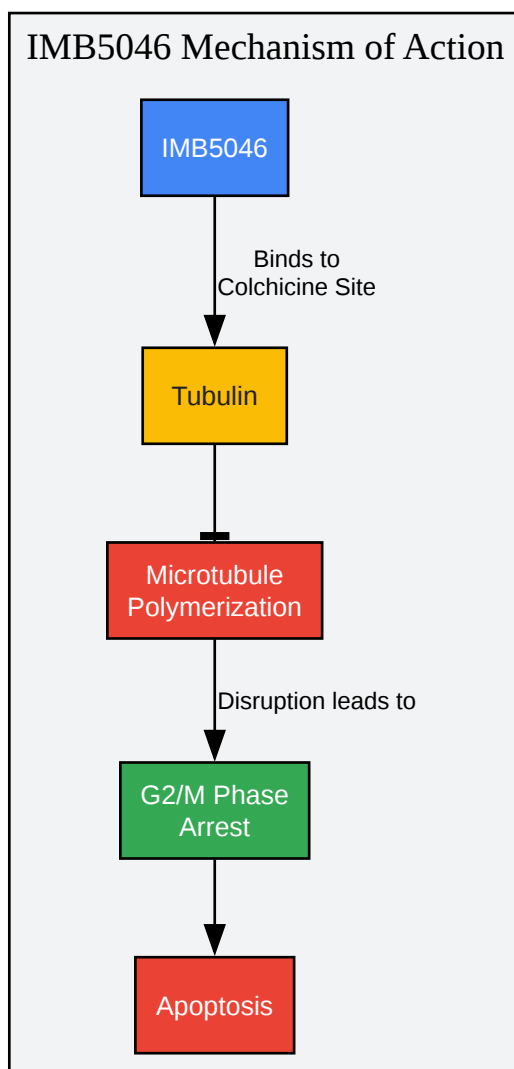 IMB5046 Mechanism of Action
IMB5046
Binds to
Colchicine Site
Tubulin
Microtubule
Polymerization
Disruption leads to
G2/M Phase
Arrest
Apoptosis